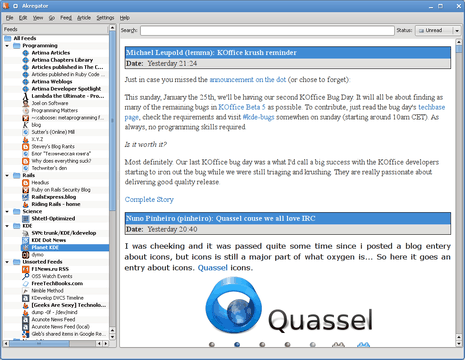 Akregator
File Edit View Go Feed Article Settings Help
Feeds
Search:
Status: Unread
All Feeds
Programming
Artima Articles
Artima Chapters Library
Articles published in The C...
Articles published in Ruby Code ...
Artima Weblogs
Artima Developer Spotlight
Lambda the Ultimate - Pro...
Joel on Software
Programming Matters
~:caboose: metaprogramming f...
blog
Sutter's (Online) Mill
X.Y.Z
Stevey's Blog Rants
Блог "Человеческая книга"
Why does everything suck?
Techwriter's den
Rails
Headius
Ruby on Rails Security Blog
RailsExpress.blog
Riding Rails - home
Science
Shtetl-Optimized
KDE
SVN: trunk/KDE/kdevelop
KDE Dot News
Planet KDE
dymo
Unsorted Feeds
F1News.ru RSS
OSS Watch Events
FreeTechBooks.com
Nimble Method
KDevelop DVCS Timeline
[Geeks Are Sexy] Technolo...
dump -0f - /dev/mind
Acunote News Feed
Acunote News Feed (local)
Gleb's shared items in Google Re
Michael Leupold (lemma): KOffice krush reminder
Date: Yesterday 21:24
Just in case you missed the announcement on the dot (or chose to forget):
This sunday, January the 25th, we'll be having our second KOffice Bug Day. It will all be about finding as
many of the remaining bugs in KOffice Beta 5 as possible. To contribute, just read the bug day's techbase
page, check the requirements and visit #kde-bugs somewhen on sunday (starting around 10am CET). As
always, no programming skills required.
Is it worth it?
Most definitely. Our last KOffice bug day was a what I'd call a big success with the KOffice developers
starting to iron out the bug while we were still triaging and krushing. They are really passionate about
delivering good quality release.
Complete Story
Nuno Pinheiro (pinheiro): Quassel couse we all love IRC
Date: Yesterday 20:40
I was cheeking and it was passed quite some time since i posted a blog entery
about icons, but icons is still a major part of what oxygen is... So here it goes an
entery about icons. Quassel icons.
Quassel